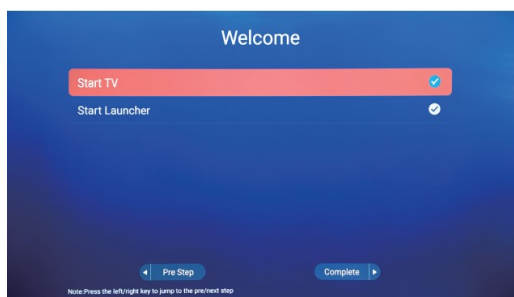 Welcome
Start TV
Start Launcher
Pre Step
Complete
Note:Press the left/right key to jump to the pre/next step